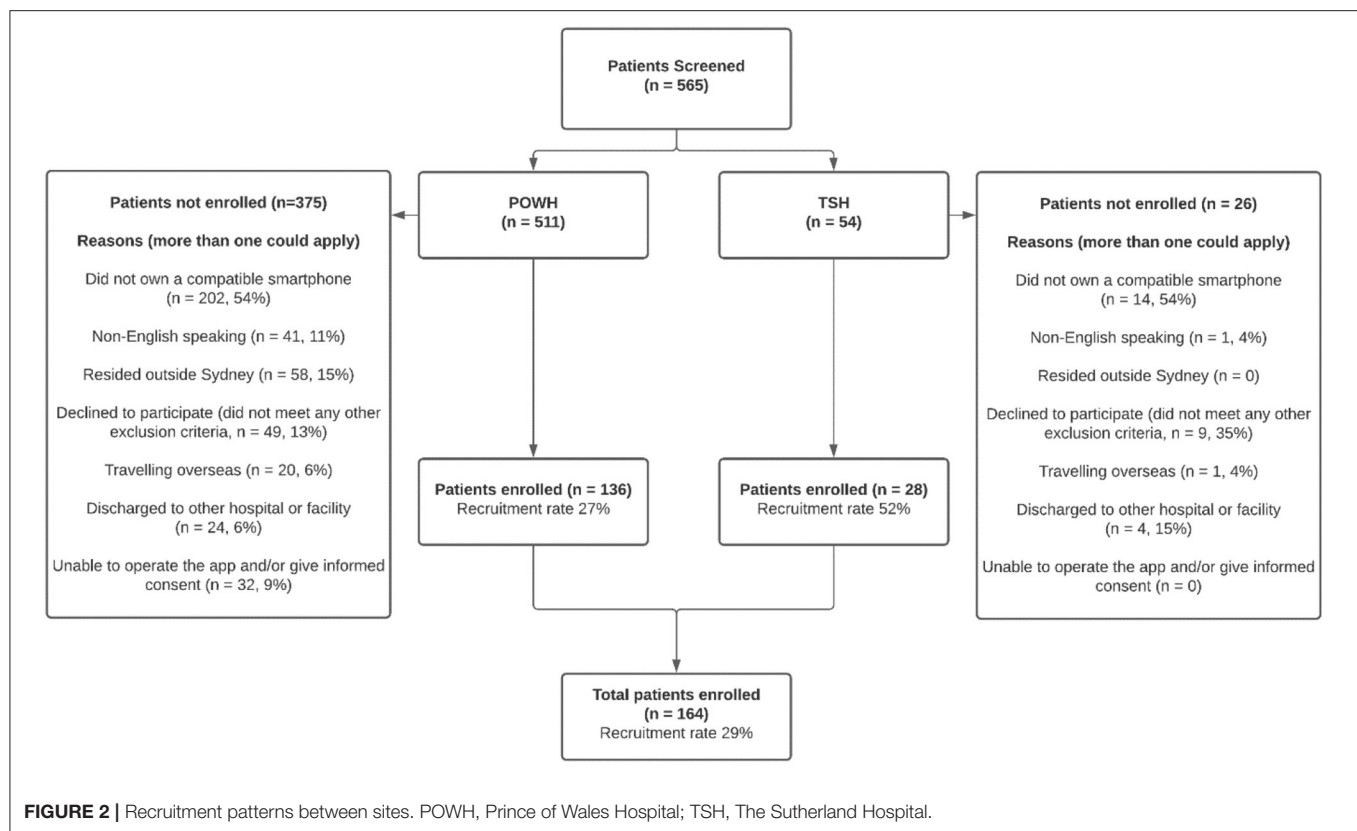 Patients Screened
(n = 565)
POWH
(n = 511)
TSH
(n = 54)
Patients not enrolled (n=375)
Reasons (more than one could apply)
Did not own a compatible smartphone
(n = 202, 54%)
Non-English speaking (n = 41, 11%)
Resided outside Sydney (n = 58, 15%)
Declined to participate (did not meet any other
exclusion criteria, n = 49, 13%)
Travelling overseas (n = 20, 6%)
Discharged to other hospital or facility
(n = 24, 6%)
Unable to operate the app and/or give informed
consent (n = 32, 9%)
Patients not enrolled (n = 26)
Reasons (more than one could apply)
Did not own a compatible smartphone
(n = 14, 54%)
Non-English speaking (n = 1, 4%)
Resided outside Sydney (n = 0)
Declined to participate (did not meet any other
exclusion criteria, n = 9, 35%)
Travelling overseas (n = 1, 4%)
Discharged to other hospital or facility
(n = 4, 15%)
Unable to operate the app and/or give informed
consent (n = 0)
Patients enrolled (n = 136)
Recruitment rate 27%
Patients enrolled (n = 28)
Recruitment rate 52%
Total patients enrolled
(n = 164)
Recruitment rate 29%
FIGURE 2 | Recruitment patterns between sites. POWH, Prince of Wales Hospital; TSH, The Sutherland Hospital.